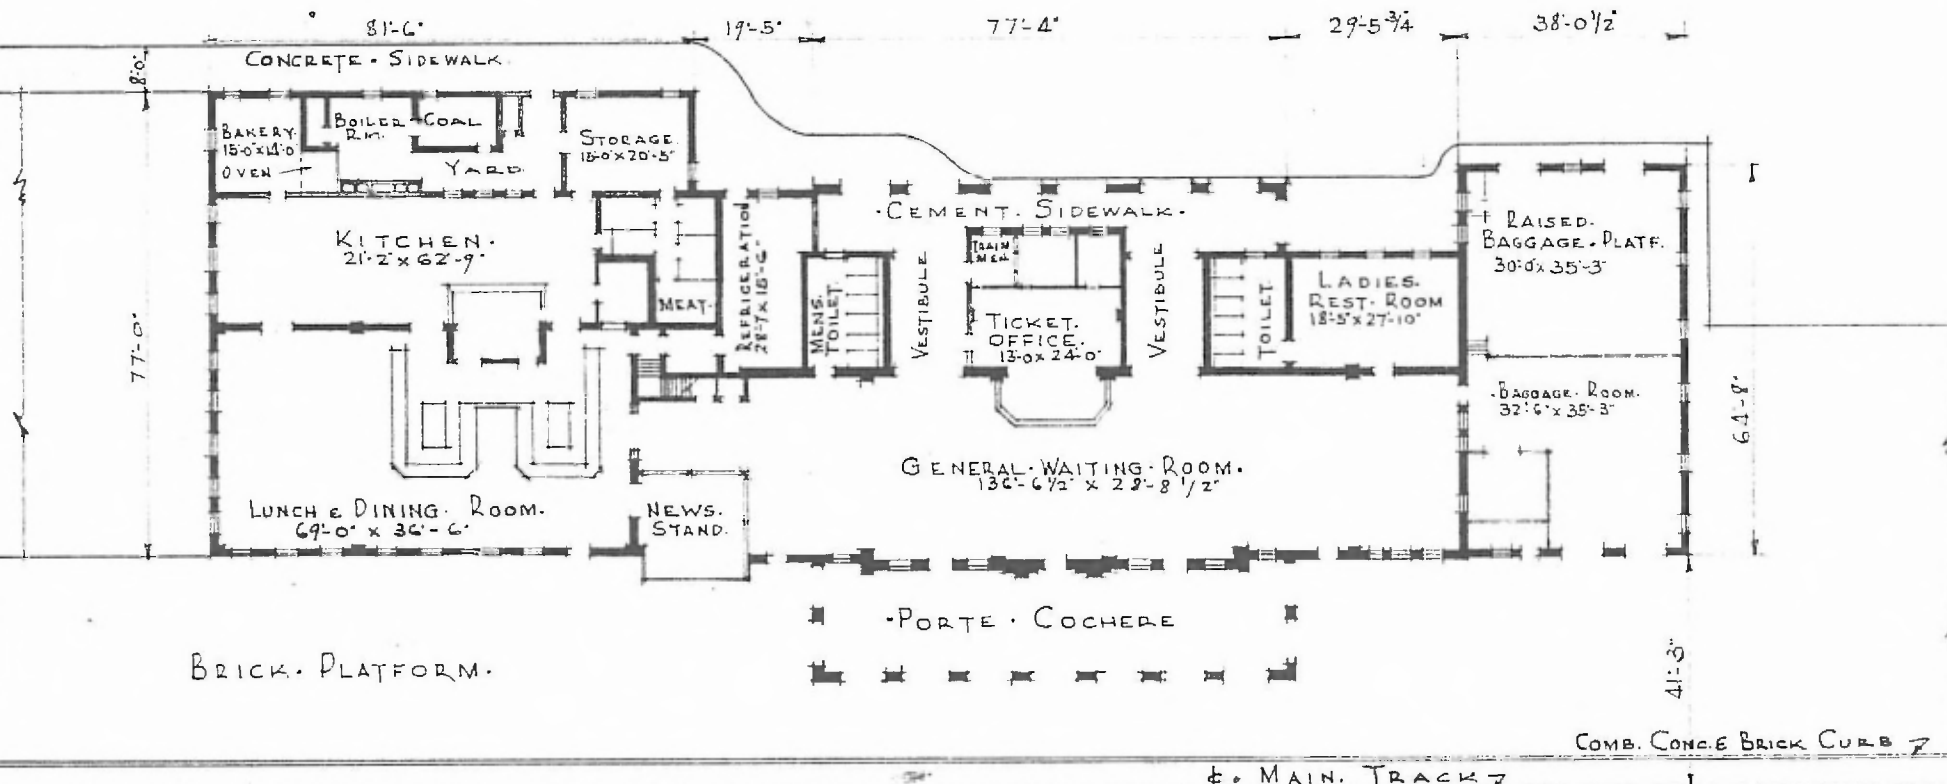 81'-6" 19'-5" 77'-4" 29'-5 3/4" 38'-0 1/2"
8'-0"
CONCRETE · SIDEWALK
BAKERY
15'-0" x 14'-0"
OVEN
BOILER
RM.
COAL
YARD
STORAGE
15'-0" x 20'-5"
· CEMENT · SIDEWALK ·
KITCHEN ·
21'-2" x 62'-9"
MEAT
REFRIGERATION
28'-7" x 18'-6"
MENS
TOILET
VESTIBULE
TRAIN
MEN
TICKET
OFFICE
13'-0" x 24'-0"
VESTIBULE
TOILET
LADIES
REST · ROOM
18'-5" x 27'-10"
RAISED
BAGGAGE · PLATF.
30'-0" x 35'-3"
77'-0"
64'-8"
· BAGGAGE · ROOM.
32'-6" x 35'-3"
GENERAL · WAITING · ROOM ·
136'-6 1/2" x 28'-8 1/2"
LUNCH & DINING · ROOM ·
69'-0" x 36'-6"
NEWS
STAND
· PORTE · COCHERE
BRICK · PLATFORM ·
41'-3"
COMB. CONC. & BRICK CURB
℄. MAIN. TRACK